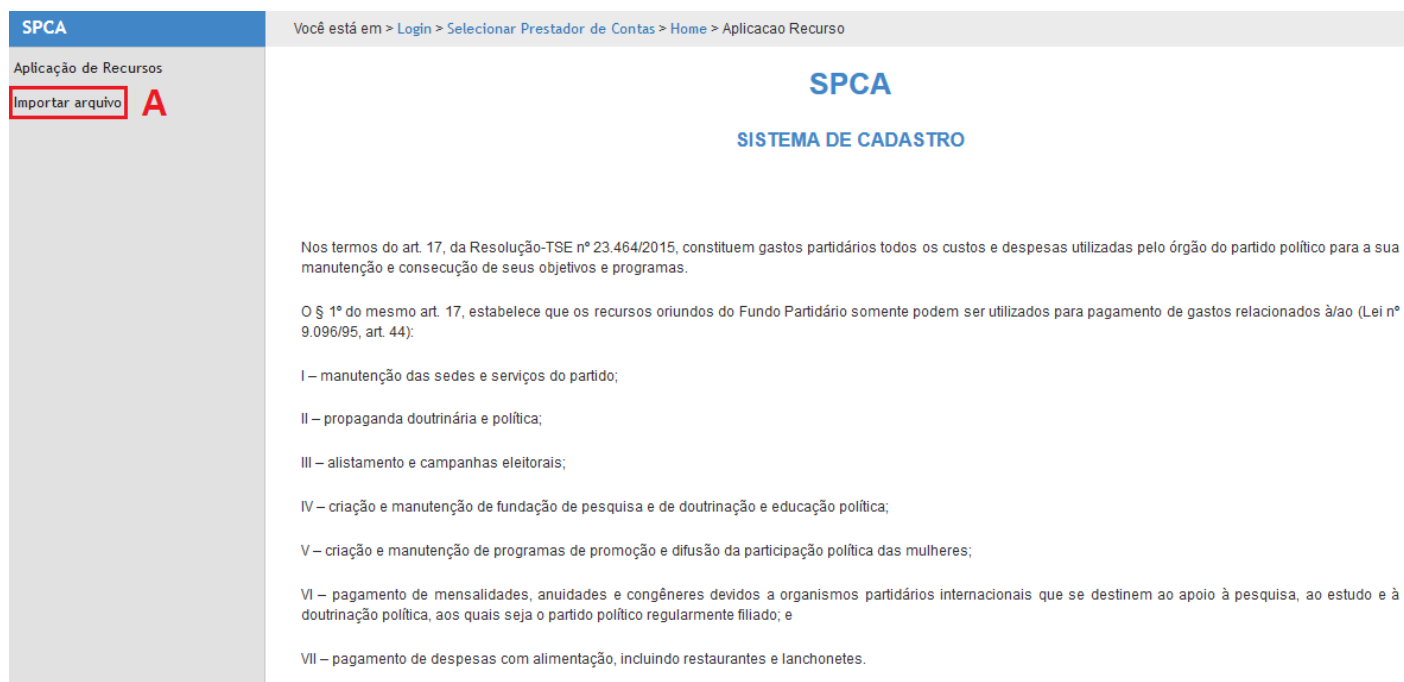 SPCA
Você está em > Login > Selecionar Prestador de Contas > Home > Aplicacao Recurso
Aplicação de Recursos
Importar arquivo A
SPCA
SISTEMA DE CADASTRO
Nos termos do art. 17, da Resolução-TSE nº 23.464/2015, constituem gastos partidários todos os custos e despesas utilizadas pelo órgão do partido político para a sua
manutenção e consecução de seus objetivos e programas.
O § 1º do mesmo art. 17, estabelece que os recursos oriundos do Fundo Partidário somente podem ser utilizados para pagamento de gastos relacionados à/ao (Lei nº
9.096/95, art. 44):
I – manutenção das sedes e serviços do partido;
II – propaganda doutrinária e política;
III – alistamento e campanhas eleitorais;
IV – criação e manutenção de fundação de pesquisa e de doutrinação e educação política;
V – criação e manutenção de programas de promoção e difusão da participação política das mulheres;
VI – pagamento de mensalidades, anuidades e congêneres devidos a organismos partidários internacionais que se destinem ao apoio à pesquisa, ao estudo e à
doutrinação política, aos quais seja o partido político regularmente filiado; e
VII – pagamento de despesas com alimentação, incluindo restaurantes e lanchonetes.